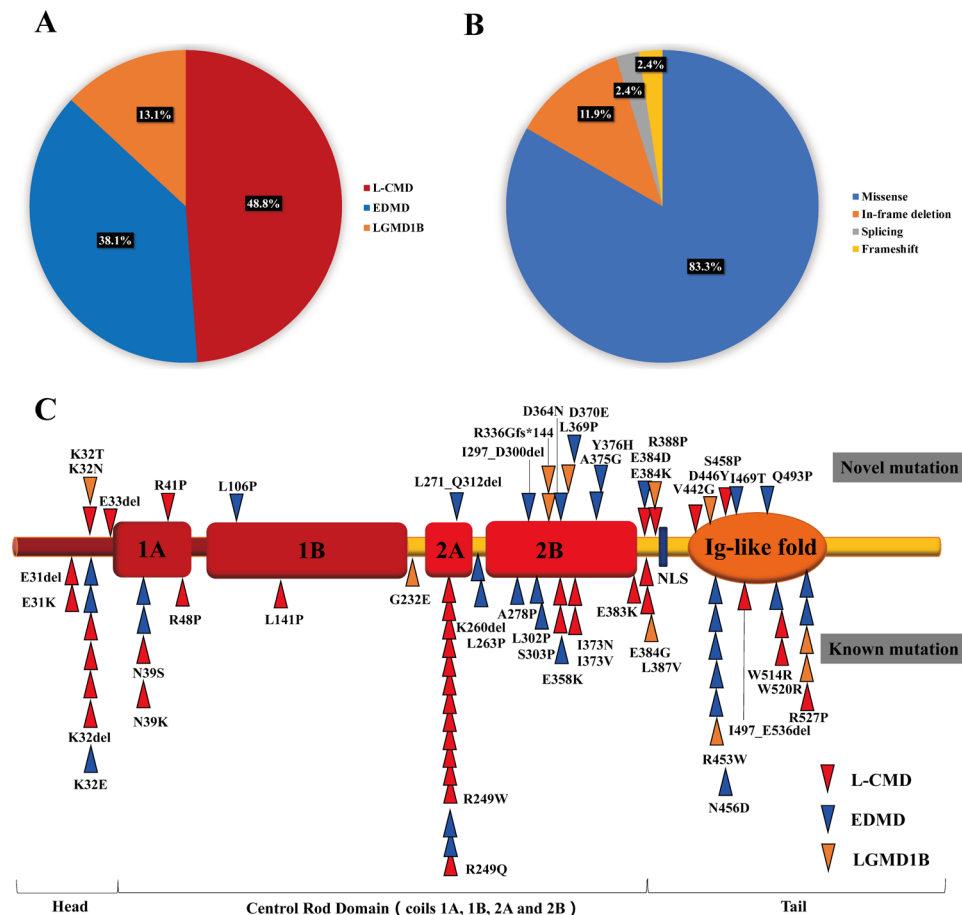 A
13.1%
48.8%
38.1%
L-CMD
EDMD
LGMD1B
B
2.4%
2.4%
11.9%
83.3%
Missense
In-frame deletion
Splicing
Frameshift
C
K32T
K32N
E33del
R41P
L106P
L271_Q312del
D364N
R336Gfs*144
I297_D300del
D370E
L369P
Y376H
A375G
R388P
E384D
E384K
S458P
D446Y
V442G
I469T
Q493P
Novel mutation
1A
1B
2A
2B
NLS
Ig-like fold
E31del
E31K
K32del
K32E
R48P
N39S
N39K
L141P
G232E
R249W
R249Q
K260del
L263P
A278P
L302P
S303P
E358K
I373N
I373V
E383K
E384G
L387V
R453W
N456D
I497_E536del
W514R
W520R
R527P
Known mutation
L-CMD
EDMD
LGMD1B
Head
Central Rod Domain ( coils 1A, 1B, 2A and 2B )
Tail